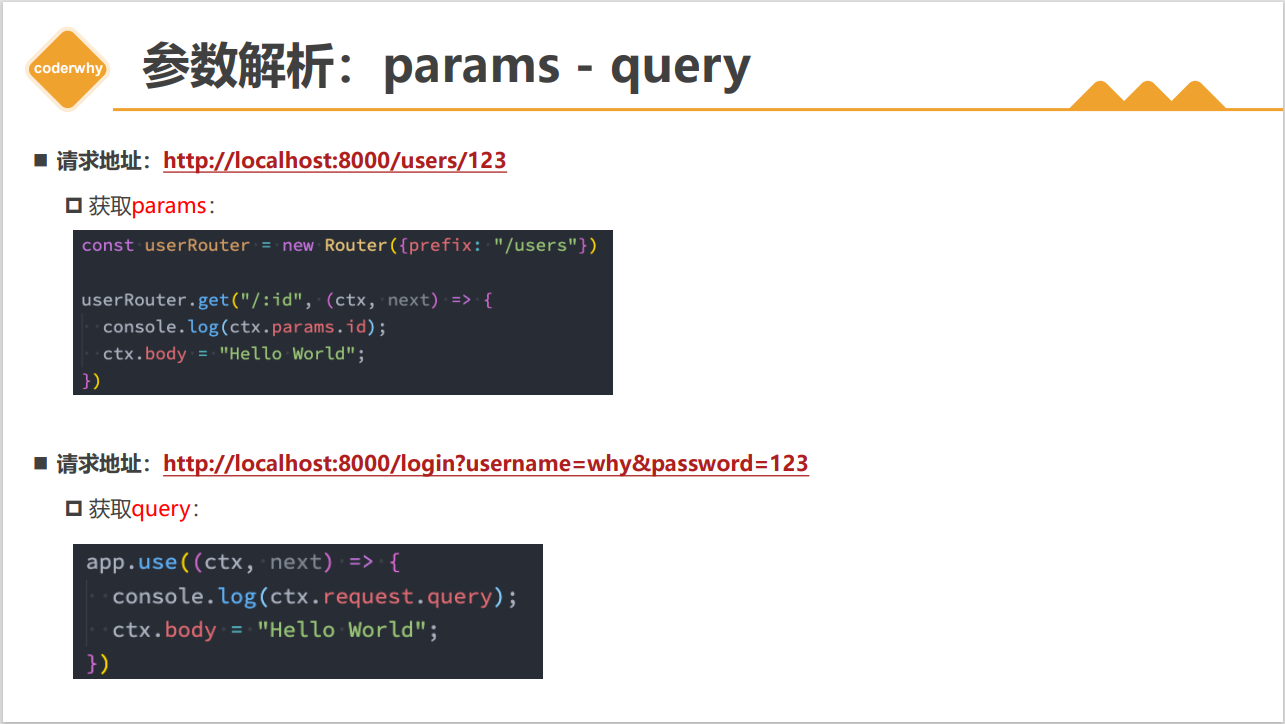 coderwhy
参数解析：params - query
请求地址：http://localhost:8000/users/123
获取params：
const userRouter = new Router({prefix: "/users"})
userRouter.get("/:id", (ctx, next) => {
  console.log(ctx.params.id);
  ctx.body = "Hello World";
})
请求地址：http://localhost:8000/login?username=why&password=123
获取query：
app.use((ctx, next) => {
  console.log(ctx.request.query);
  ctx.body = "Hello World";
})